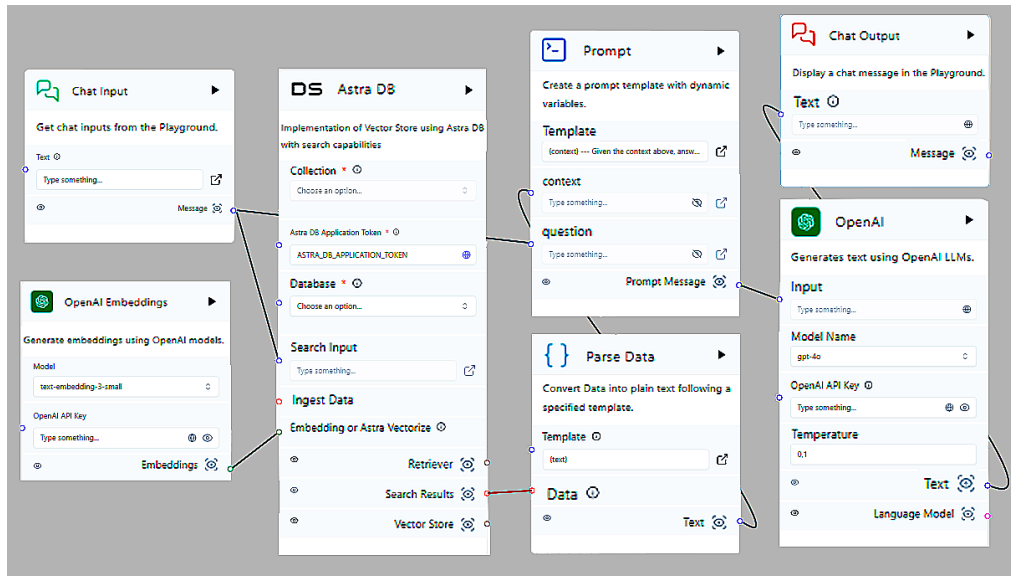 Chat Input
Get chat inputs from the Playground.
Text
Type something...
Message
OpenAI Embeddings
Generate embeddings using OpenAI models.
Model
text-embedding-3-small
OpenAI API Key
Type something...
Embeddings
DS Astra DB
Implementation of Vector Store using Astra DB
with search capabilities
Collection *
Choose an option...
Astra DB Application Token *
ASTRA_DB_APPLICATION_TOKEN
Database *
Choose an option...
Search Input
Type something...
Ingest Data
Embedding or Astra Vectorize
Retriever
Search Results
Vector Store
Prompt
Create a prompt template with dynamic
variables.
Template
{context} --- Given the context above, answ...
context
Type something...
question
Type something...
Prompt Message
Parse Data
Convert Data into plain text following a
specified template.
Template
{text}
Data
Text
Chat Output
Display a chat message in the Playground.
Text
Type something...
Message
OpenAI
Generates text using OpenAI LLMs.
Input
Type something...
Model Name
gpt-4o
OpenAI API Key
Type something...
Temperature
0,1
Text
Language Model